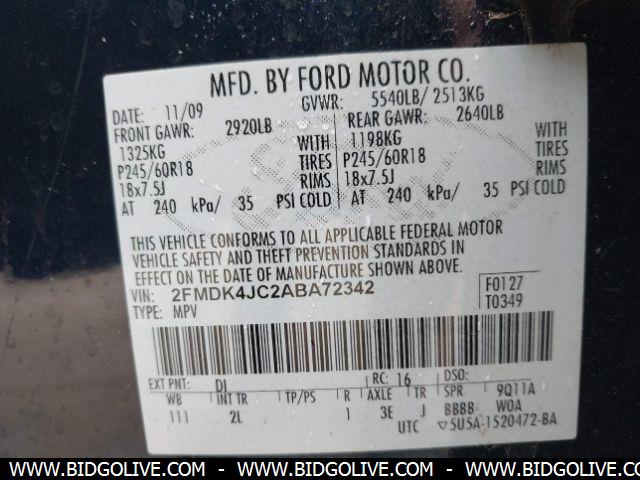 MFD. BY FORD MOTOR CO.
DATE: 11/09 GVWR: 5540LB/ 2513KG
FRONT GAWR: 2920LB REAR GAWR: 2640LB
1325KG WITH 1198KG WITH
P245/60R18 TIRES P245/60R18 TIRES
18x7.5J RIMS 18x7.5J RIMS
AT 240 kPa/ 35 PSI COLD AT 240 kPa/ 35 PSI COLD
THIS VEHICLE CONFORMS TO ALL APPLICABLE FEDERAL MOTOR
VEHICLE SAFETY AND THEFT PREVENTION STANDARDS IN
EFFECT ON THE DATE OF MANUFACTURE SHOWN ABOVE.
VIN: 2FMDK4JC2ABA72342 F0127
TYPE: MPV T0349
EXT PNT: DI RC: 16 DSO:
WB INT TR TP/PS R AXLE TR SPR 9Q11A
111 2L 1 3E J BBBB WOA
UTC ▽5U5A-1520472-BA
WWW.BIDGOLIVE.COM - WWW.BIDGOLIVE.COM - WWW.BIDGOLIVE.COM